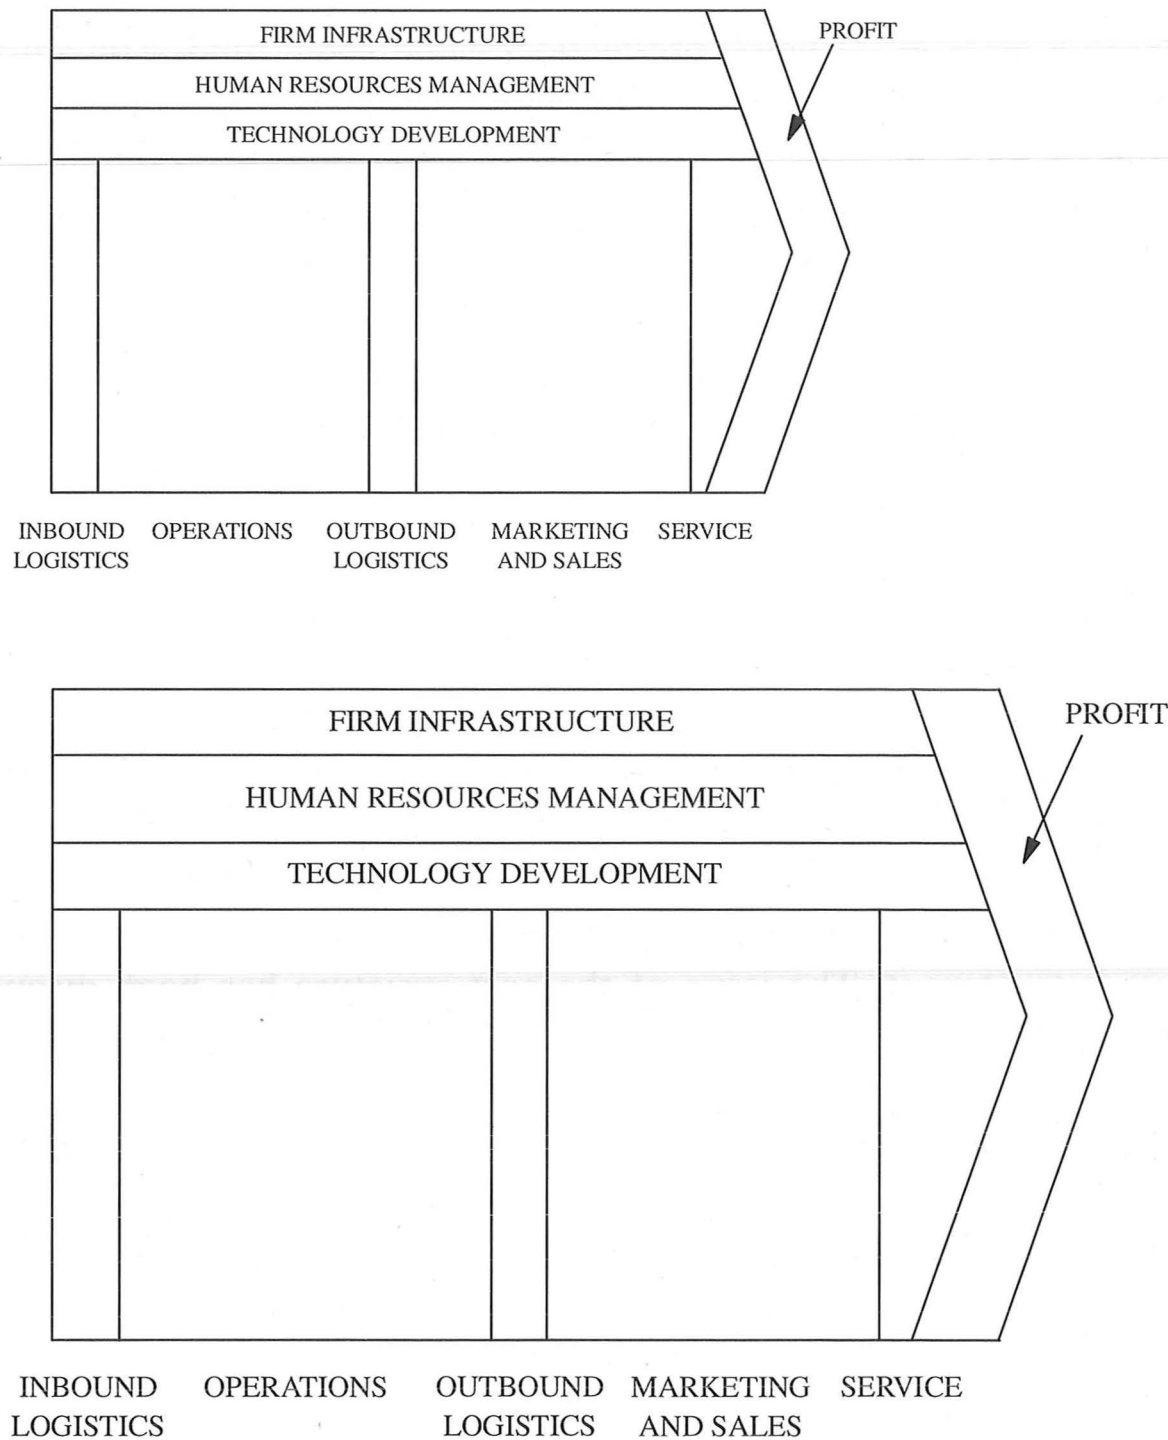 FIRM INFRASTRUCTURE
PROFIT
HUMAN RESOURCES MANAGEMENT
TECHNOLOGY DEVELOPMENT
INBOUND LOGISTICS
OPERATIONS
OUTBOUND LOGISTICS
MARKETING AND SALES
SERVICE
FIRM INFRASTRUCTURE
PROFIT
HUMAN RESOURCES MANAGEMENT
TECHNOLOGY DEVELOPMENT
INBOUND LOGISTICS
OPERATIONS
OUTBOUND LOGISTICS
MARKETING AND SALES
SERVICE